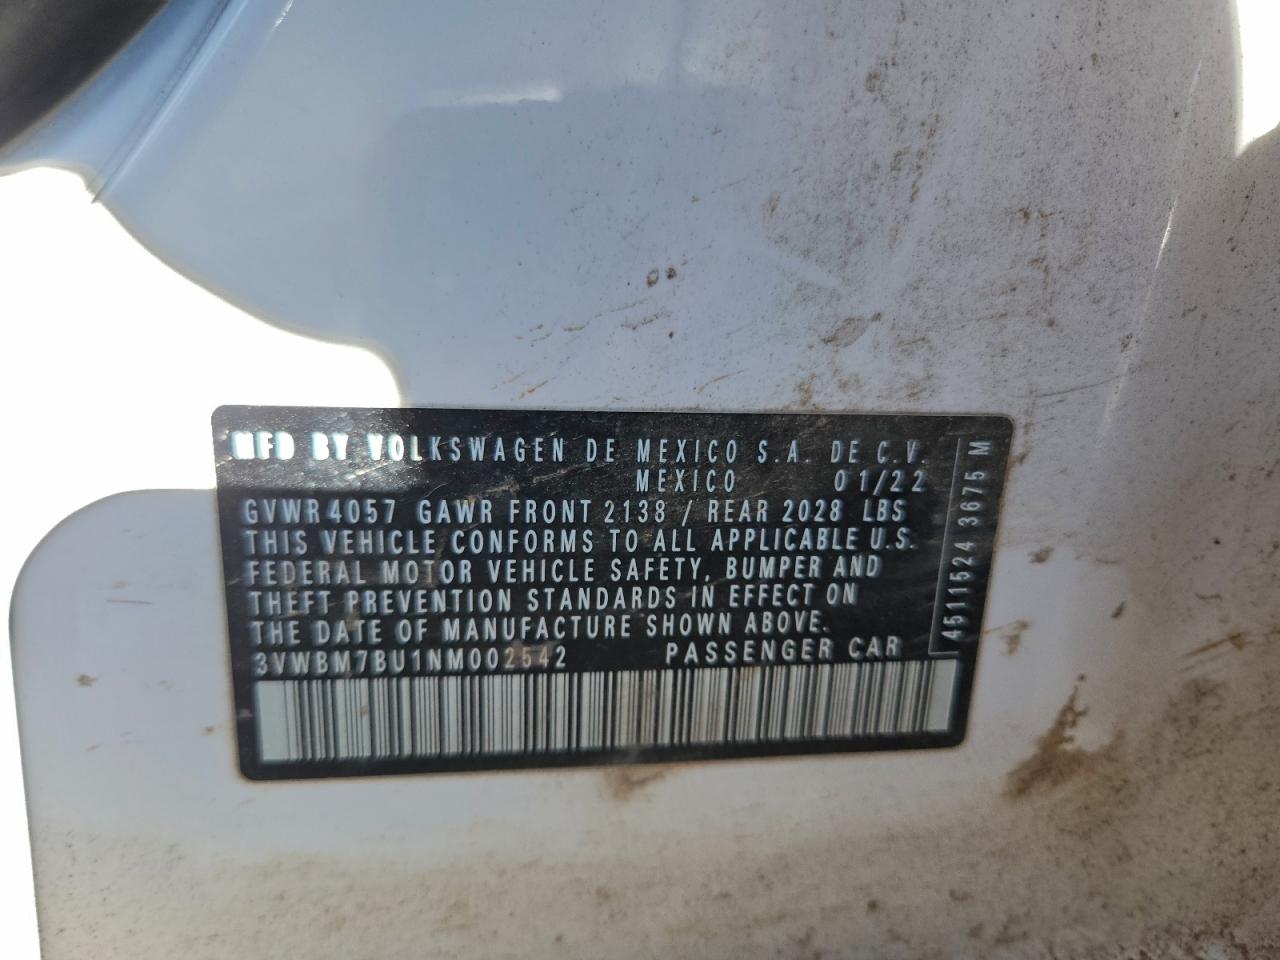 MFD BY VOLKSWAGEN DE MEXICO S.A. DE C.V.
MEXICO 01/22
GVWR 4057 GAWR FRONT 2138 / REAR 2028 LBS
THIS VEHICLE CONFORMS TO ALL APPLICABLE U.S.
FEDERAL MOTOR VEHICLE SAFETY, BUMPER AND
THEFT PREVENTION STANDARDS IN EFFECT ON
THE DATE OF MANUFACTURE SHOWN ABOVE.
3VWBM7BU1NM002542 PASSENGER CAR
4511524 3675 M